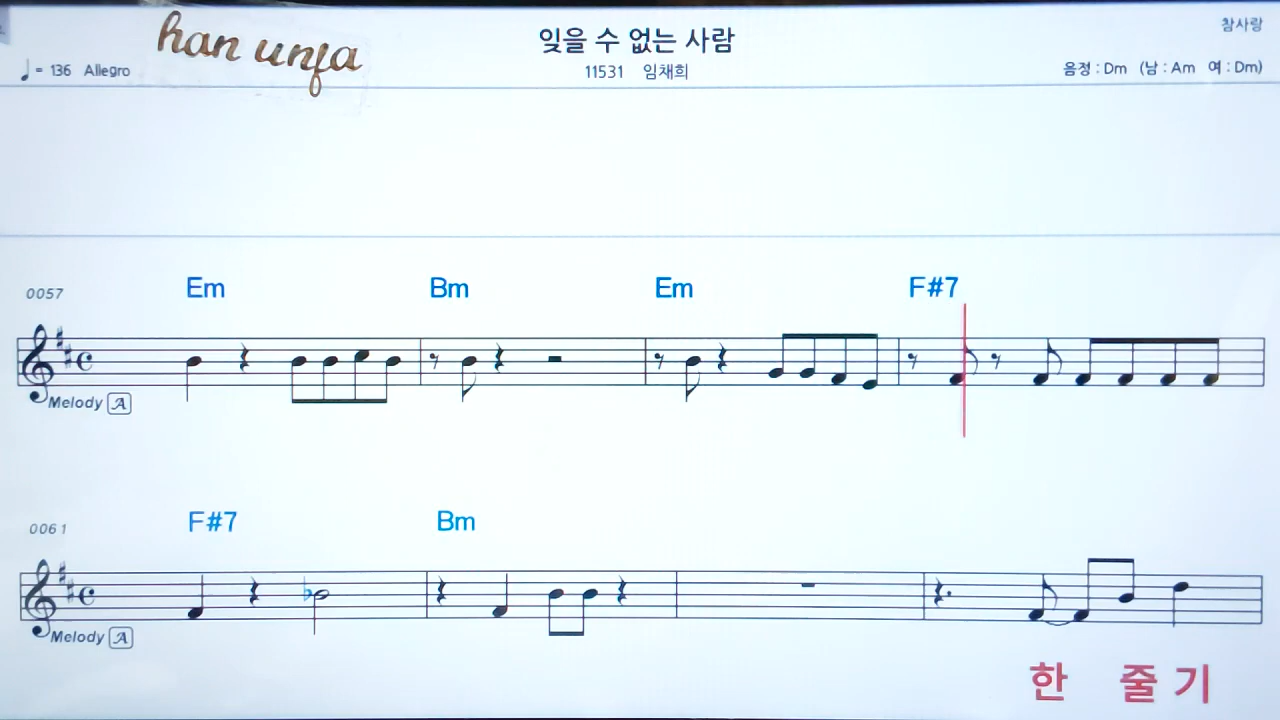 han unfa
잊을 수 없는 사람
참사랑
♩= 136 Allegro
11531 임채희
음정 : Dm (남 : Am 여 : Dm)
0057
Em Bm Em F#7
Melody A
0061
F#7 Bm
Melody A
한 줄 기